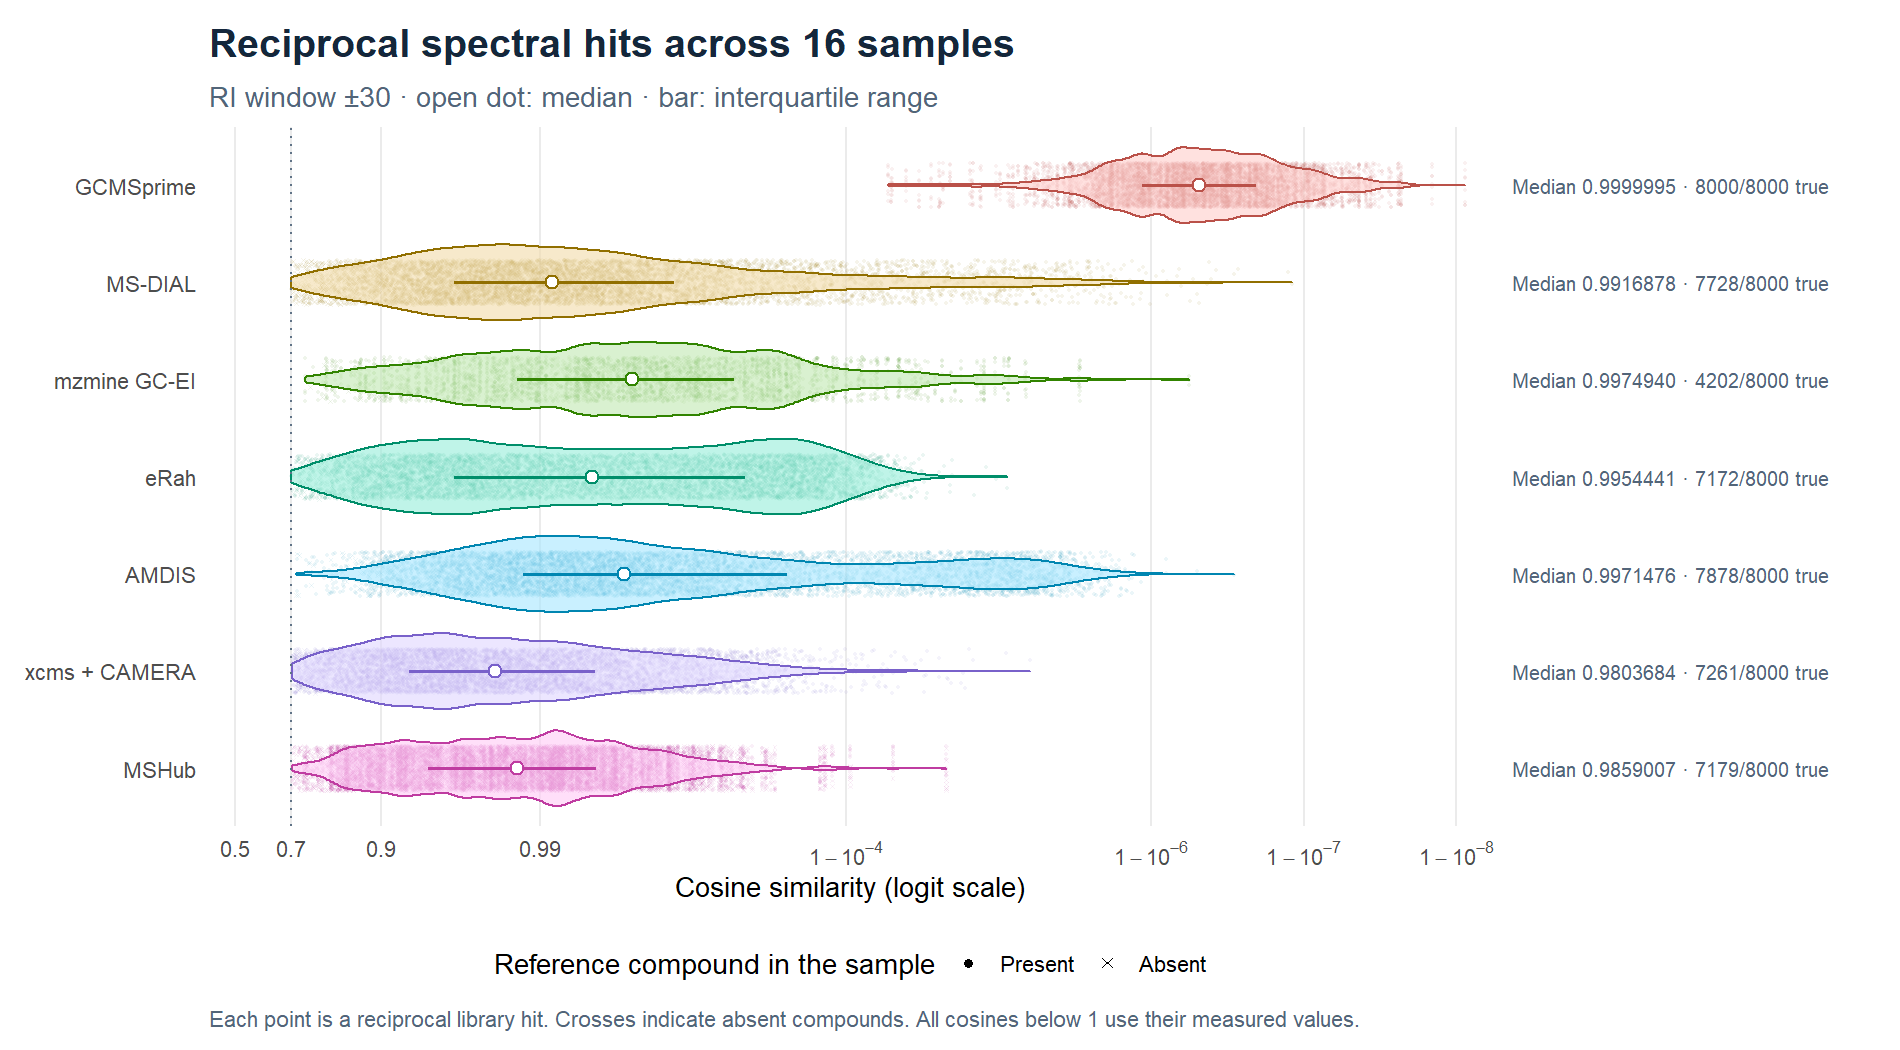 Reciprocal spectral hits across 16 samples
RI window ±30 · open dot: median · bar: interquartile range
GCMSprime
Median 0.9999995 · 8000/8000 true
MS-DIAL
Median 0.9916878 · 7728/8000 true
mzmine GC-EI
Median 0.9974940 · 4202/8000 true
eRah
Median 0.9954441 · 7172/8000 true
AMDIS
Median 0.9971476 · 7878/8000 true
xcms + CAMERA
Median 0.9803684 · 7261/8000 true
MSHub
Median 0.9859007 · 7179/8000 true
0.5 0.7 0.9 0.99 1 – 10⁻⁴ 1 – 10⁻⁶ 1 – 10⁻⁷ 1 – 10⁻⁸
Cosine similarity (logit scale)
Reference compound in the sample Present Absent
Each point is a reciprocal library hit. Crosses indicate absent compounds. All cosines below 1 use their measured values.